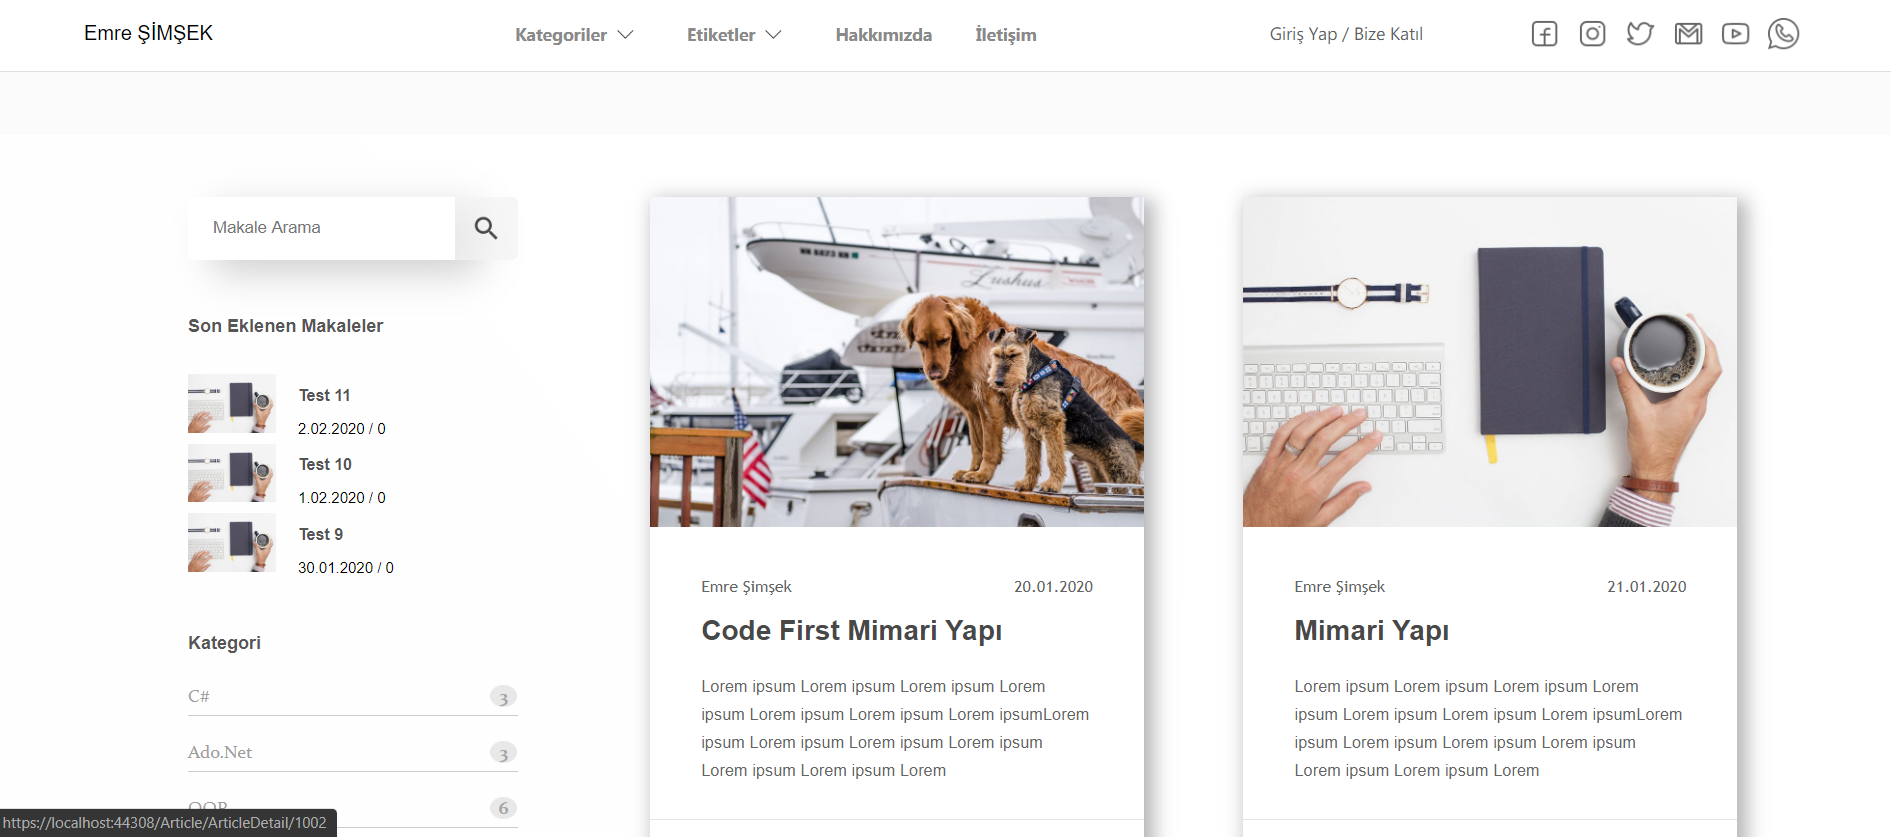 Emre ŞİMŞEK
Kategoriler
Etiketler
Hakkımızda
İletişim
Giriş Yap / Bize Katıl
Makale Arama
Son Eklenen Makaleler
Test 11
2.02.2020 / 0
Test 10
1.02.2020 / 0
Test 9
30.01.2020 / 0
Kategori
C# 3
Ado.Net 3
OOP 6
https://localhost:44308/Article/ArticleDetail/1002
Lushus
Emre Şimşek 20.01.2020
Code First Mimari Yapı
Lorem ipsum Lorem ipsum Lorem ipsum Lorem
ipsum Lorem ipsum Lorem ipsum Lorem ipsumLorem
ipsum Lorem ipsum Lorem ipsum Lorem ipsum
Lorem ipsum Lorem ipsum Lorem
Emre Şimşek 21.01.2020
Mimari Yapı
Lorem ipsum Lorem ipsum Lorem ipsum Lorem
ipsum Lorem ipsum Lorem ipsum Lorem ipsumLorem
ipsum Lorem ipsum Lorem ipsum Lorem ipsum
Lorem ipsum Lorem ipsum Lorem